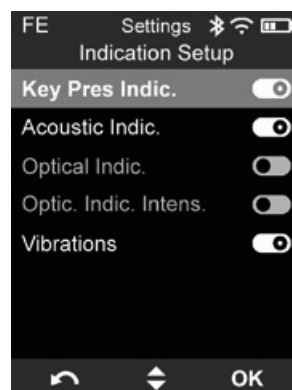 FE Settings
Indication Setup
Key Pres Indic.
Acoustic Indic.
Optical Indic.
Optic. Indic. Intens.
Vibrations
OK